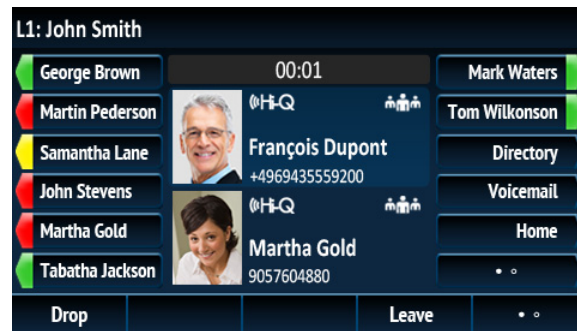 L1: John Smith
George Brown
Martin Pederson
Samantha Lane
John Stevens
Martha Gold
Tabatha Jackson
00:01
Hi-Q
François Dupont
+4969435559200
Hi-Q
Martha Gold
9057604880
Mark Waters
Tom Wilkonson
Directory
Voicemail
Home
Drop
Leave